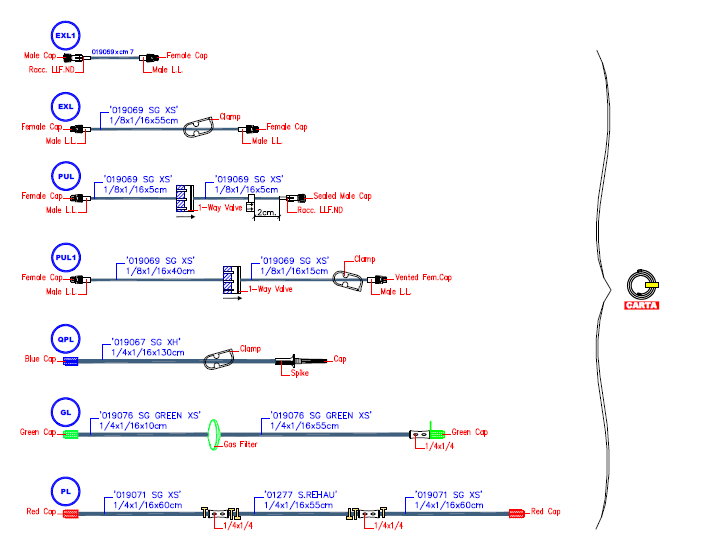 EXL1
Male Cap
019069xcm 7
Female Cap
Racc. LLF.ND
Male LL
EXL
'019069 SG XS'
1/8x1/16x55cm
Clamp
Female Cap
Female Cap
Male LL
Male LL
PUL
'019069 SG XS'
1/8x1/16x5cm
'019069 SG XS'
1/8x1/16x5cm
Female Cap
Sealed Male Cap
Male LL
1-Way Valve
2cm.
Racc. LLF.ND
PUL1
'019069 SG XS'
1/8x1/16x40cm
'019069 SG XS'
1/8x1/16x15cm
Clamp
Female Cap
Vented Fem.Cap
Male LL
1-Way Valve
Male LL
CARTA
QPL
'019067 SG XH'
1/4x1/16x130cm
Clamp
Blue Cap
Cap
Spike
GL
'019076 SG GREEN XS'
1/4x1/16x10cm
'019076 SG GREEN XS'
1/4x1/16x55cm
Green Cap
Green Cap
Gas Filter
1/4x1/4
PL
'019071 SG XS'
1/4x1/16x60cm
'01277 S.REHAU'
1/4x1/16x55cm
'019071 SG XS'
1/4x1/16x60cm
Red Cap
Red Cap
1/4x1/4
1/4x1/4